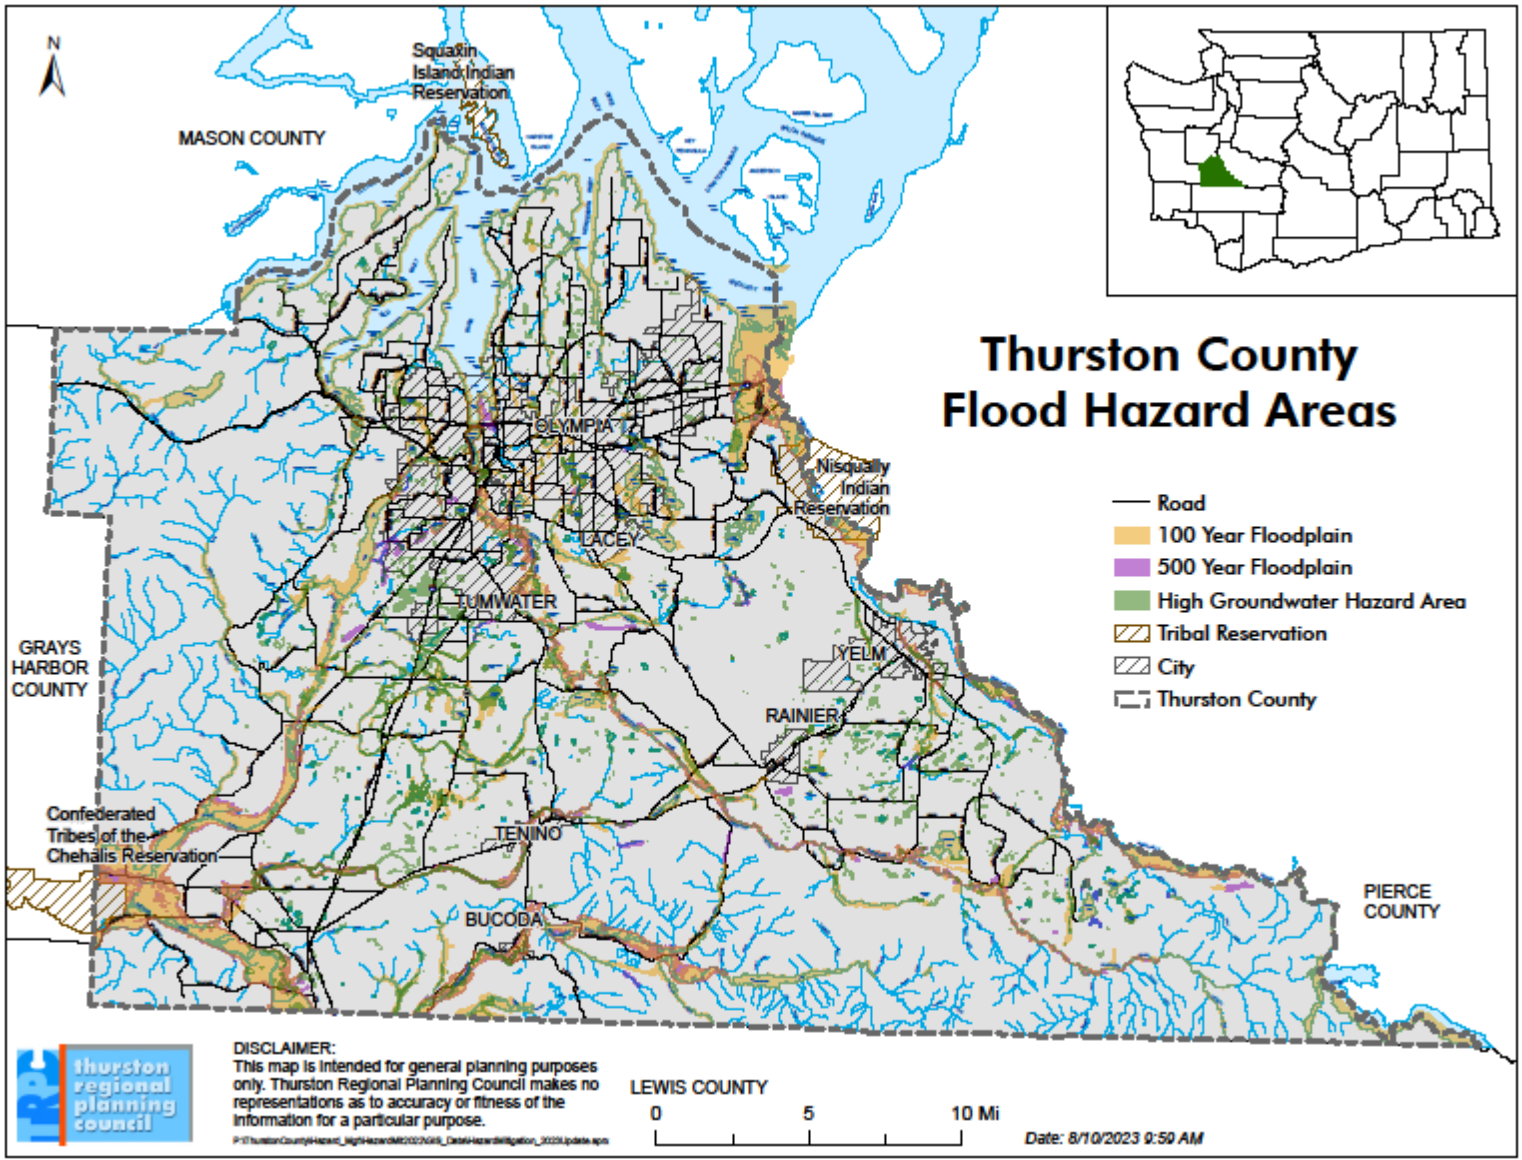 N
Squaxin
Island Indian
Reservation
MASON COUNTY
Thurston County
Flood Hazard Areas
OLYMPIA
Nisqually
Indian
Reservation
LACEY
TUMWATER
Road
100 Year Floodplain
500 Year Floodplain
High Groundwater Hazard Area
Tribal Reservation
City
Thurston County
GRAYS
HARBOR
COUNTY
YELM
RAINIER
Confederated
Tribes of the
Chehalis Reservation
TENINO
BUCODA
PIERCE
COUNTY
thurston
regional
planning
council
TRPC
DISCLAIMER:
This map is intended for general planning purposes
only. Thurston Regional Planning Council makes no
representations as to accuracy or fitness of the
information for a particular purpose.
LEWIS COUNTY
0 5 10 Mi
Date: 8/10/2023 9:59 AM